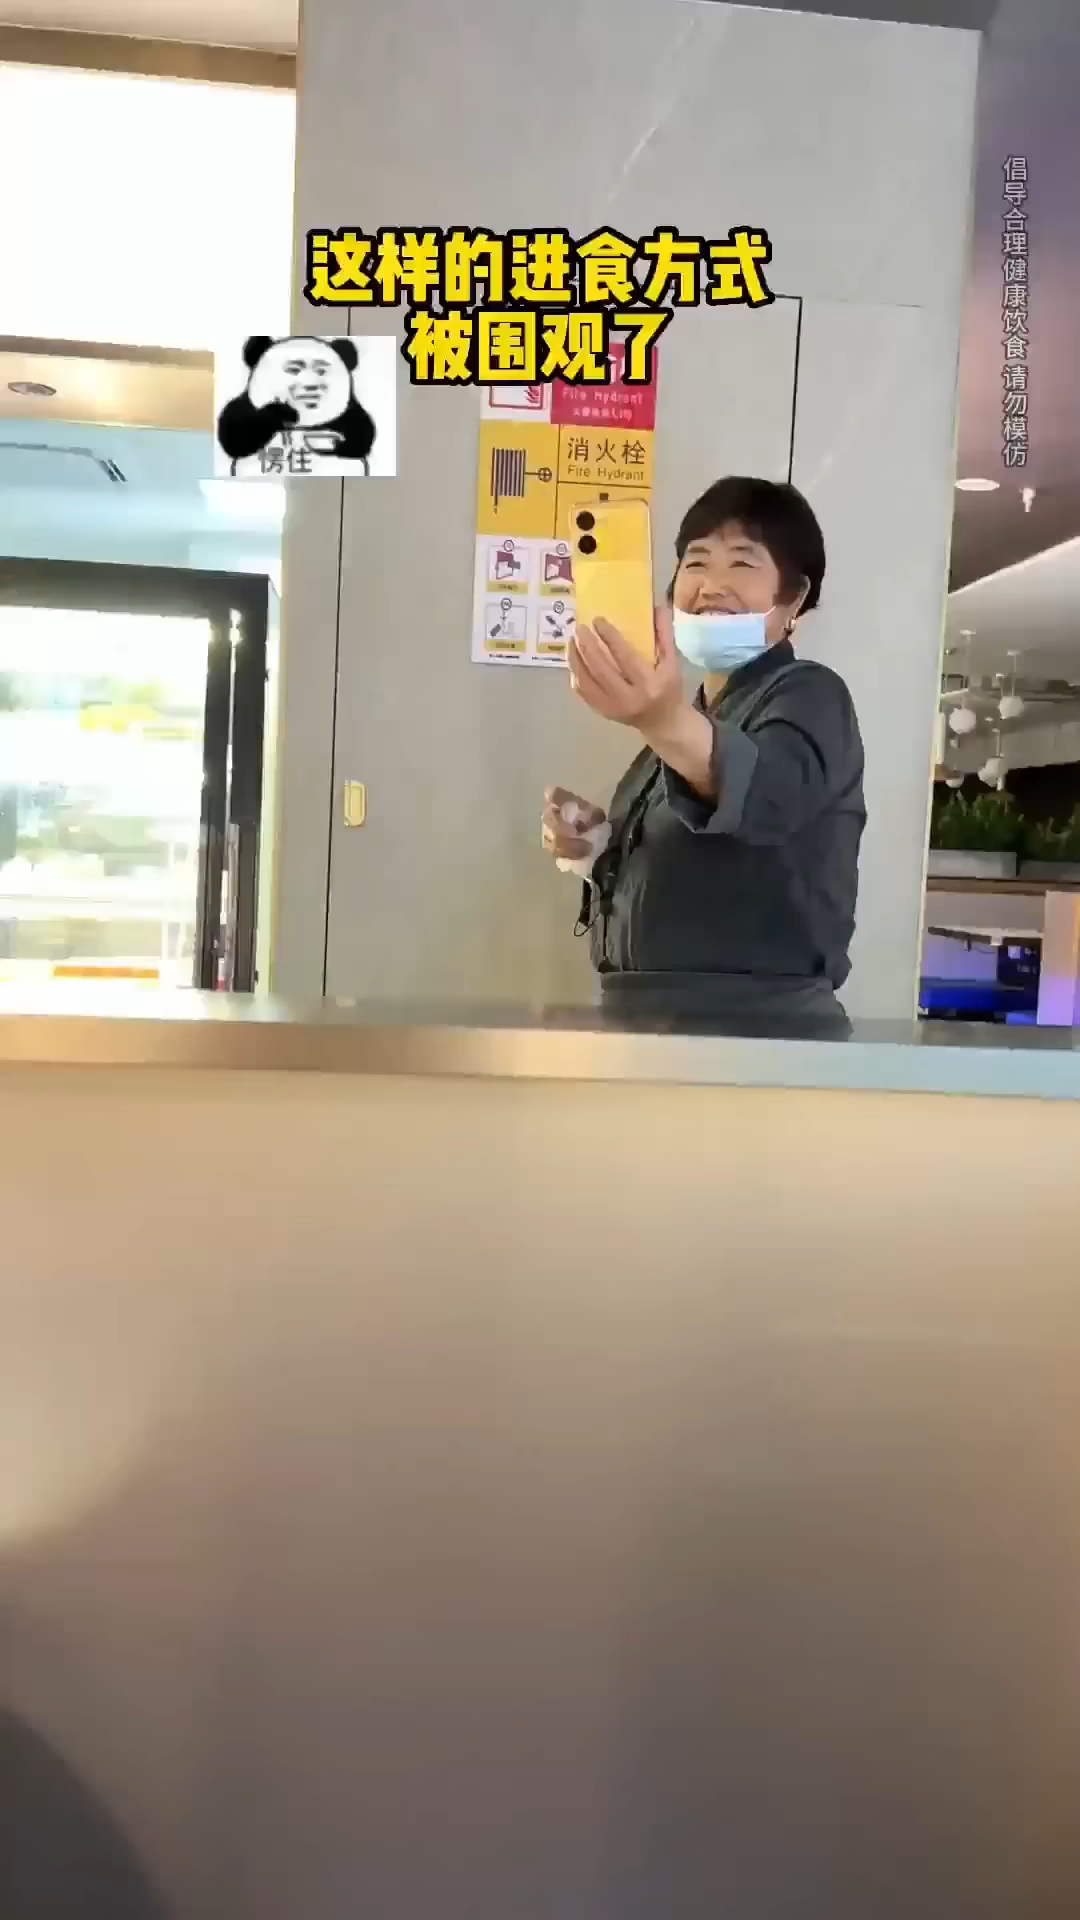 这样的进食方式
被围观了
愣住
Fire Hydrant
消火栓
Fire Hydrant
倡导合理健康饮食 请勿模仿